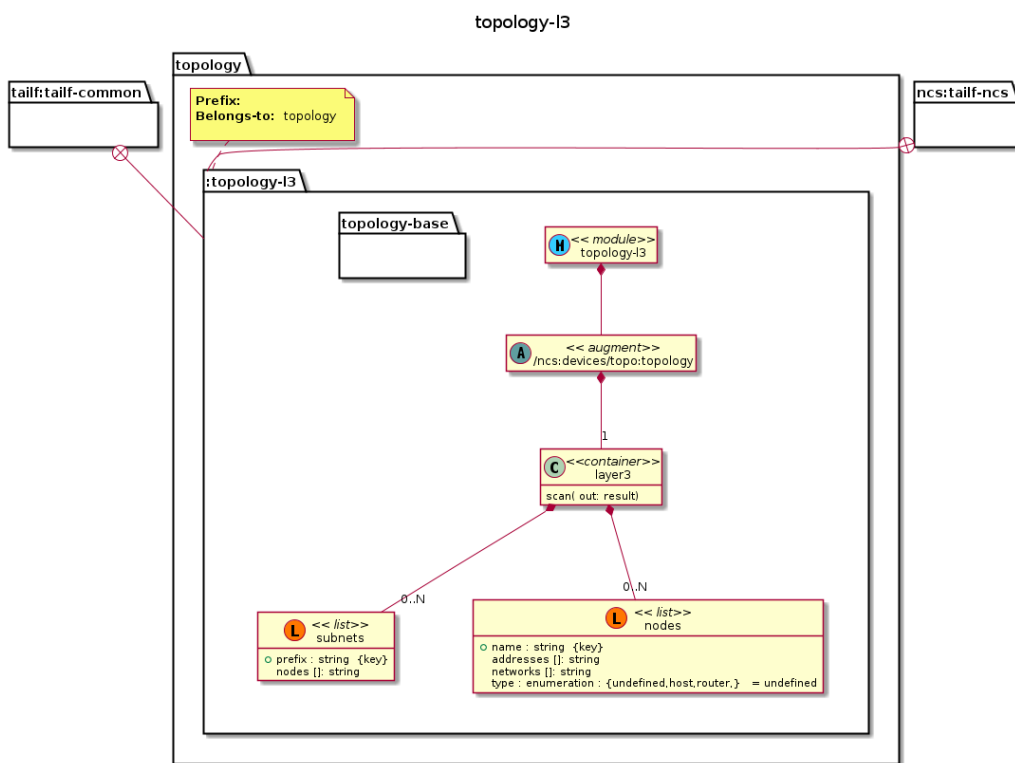 topology-l3
topology
tailf:tailf-common
ncs:tailf-ncs
Prefix:
Belongs-to: topology
:topology-l3
topology-base
M
<< module>>
topology-l3
A
<< augment>>
/ncs:devices/topo:topology
1
C
<<container>>
layer3
scan( out: result)
0..N
0..N
L
<< list>>
subnets
prefix : string {key}
nodes []: string
L
<< list>>
nodes
name : string {key}
addresses []: string
networks []: string
type : enumeration : {undefined,host,router,} = undefined